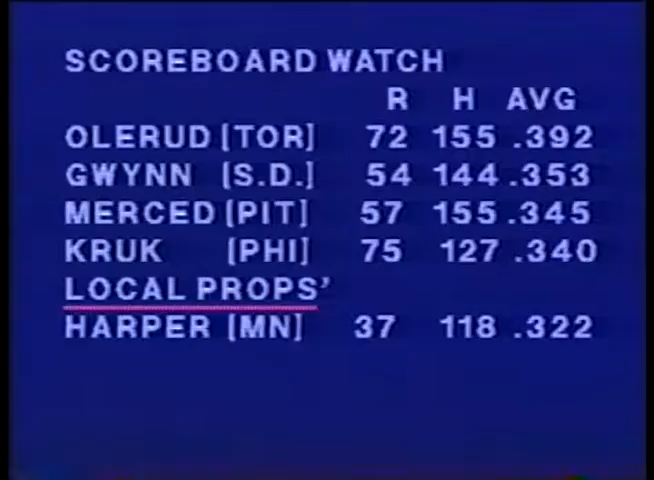 SCOREBOARD WATCH
R H AVG
OLERUD (TOR) 72 155 .392
GWYNN (S.D.) 54 144 .353
MERCED (PIT) 57 155 .345
KRUK (PHI) 75 127 .340
LOCAL PROPS'
HARPER (MN) 37 118 .322